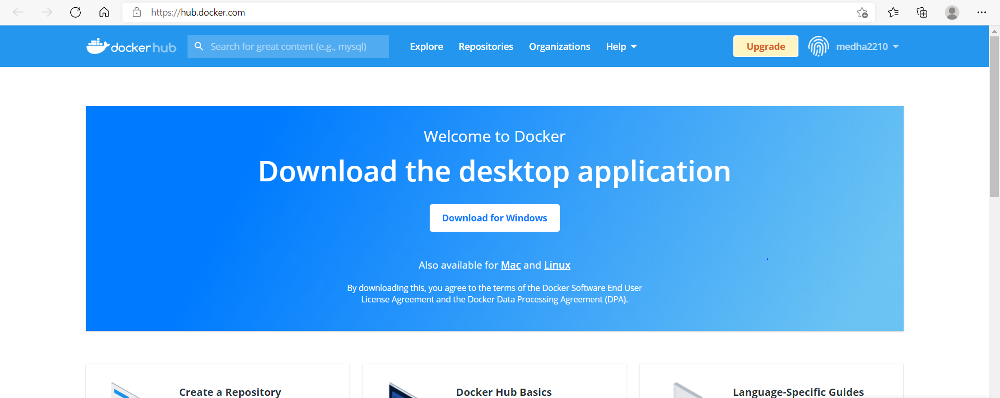 https://hub.docker.com
dockerhub
Search for great content (e.g., mysql)
Explore
Repositories
Organizations
Help
Upgrade
medha2210
Welcome to Docker
Download the desktop application
Download for Windows
Also available for Mac and Linux
By downloading this, you agree to the terms of the Docker Software End User
License Agreement and the Docker Data Processing Agreement (DPA).
Create a Repository
Docker Hub Basics
Language-Specific Guides